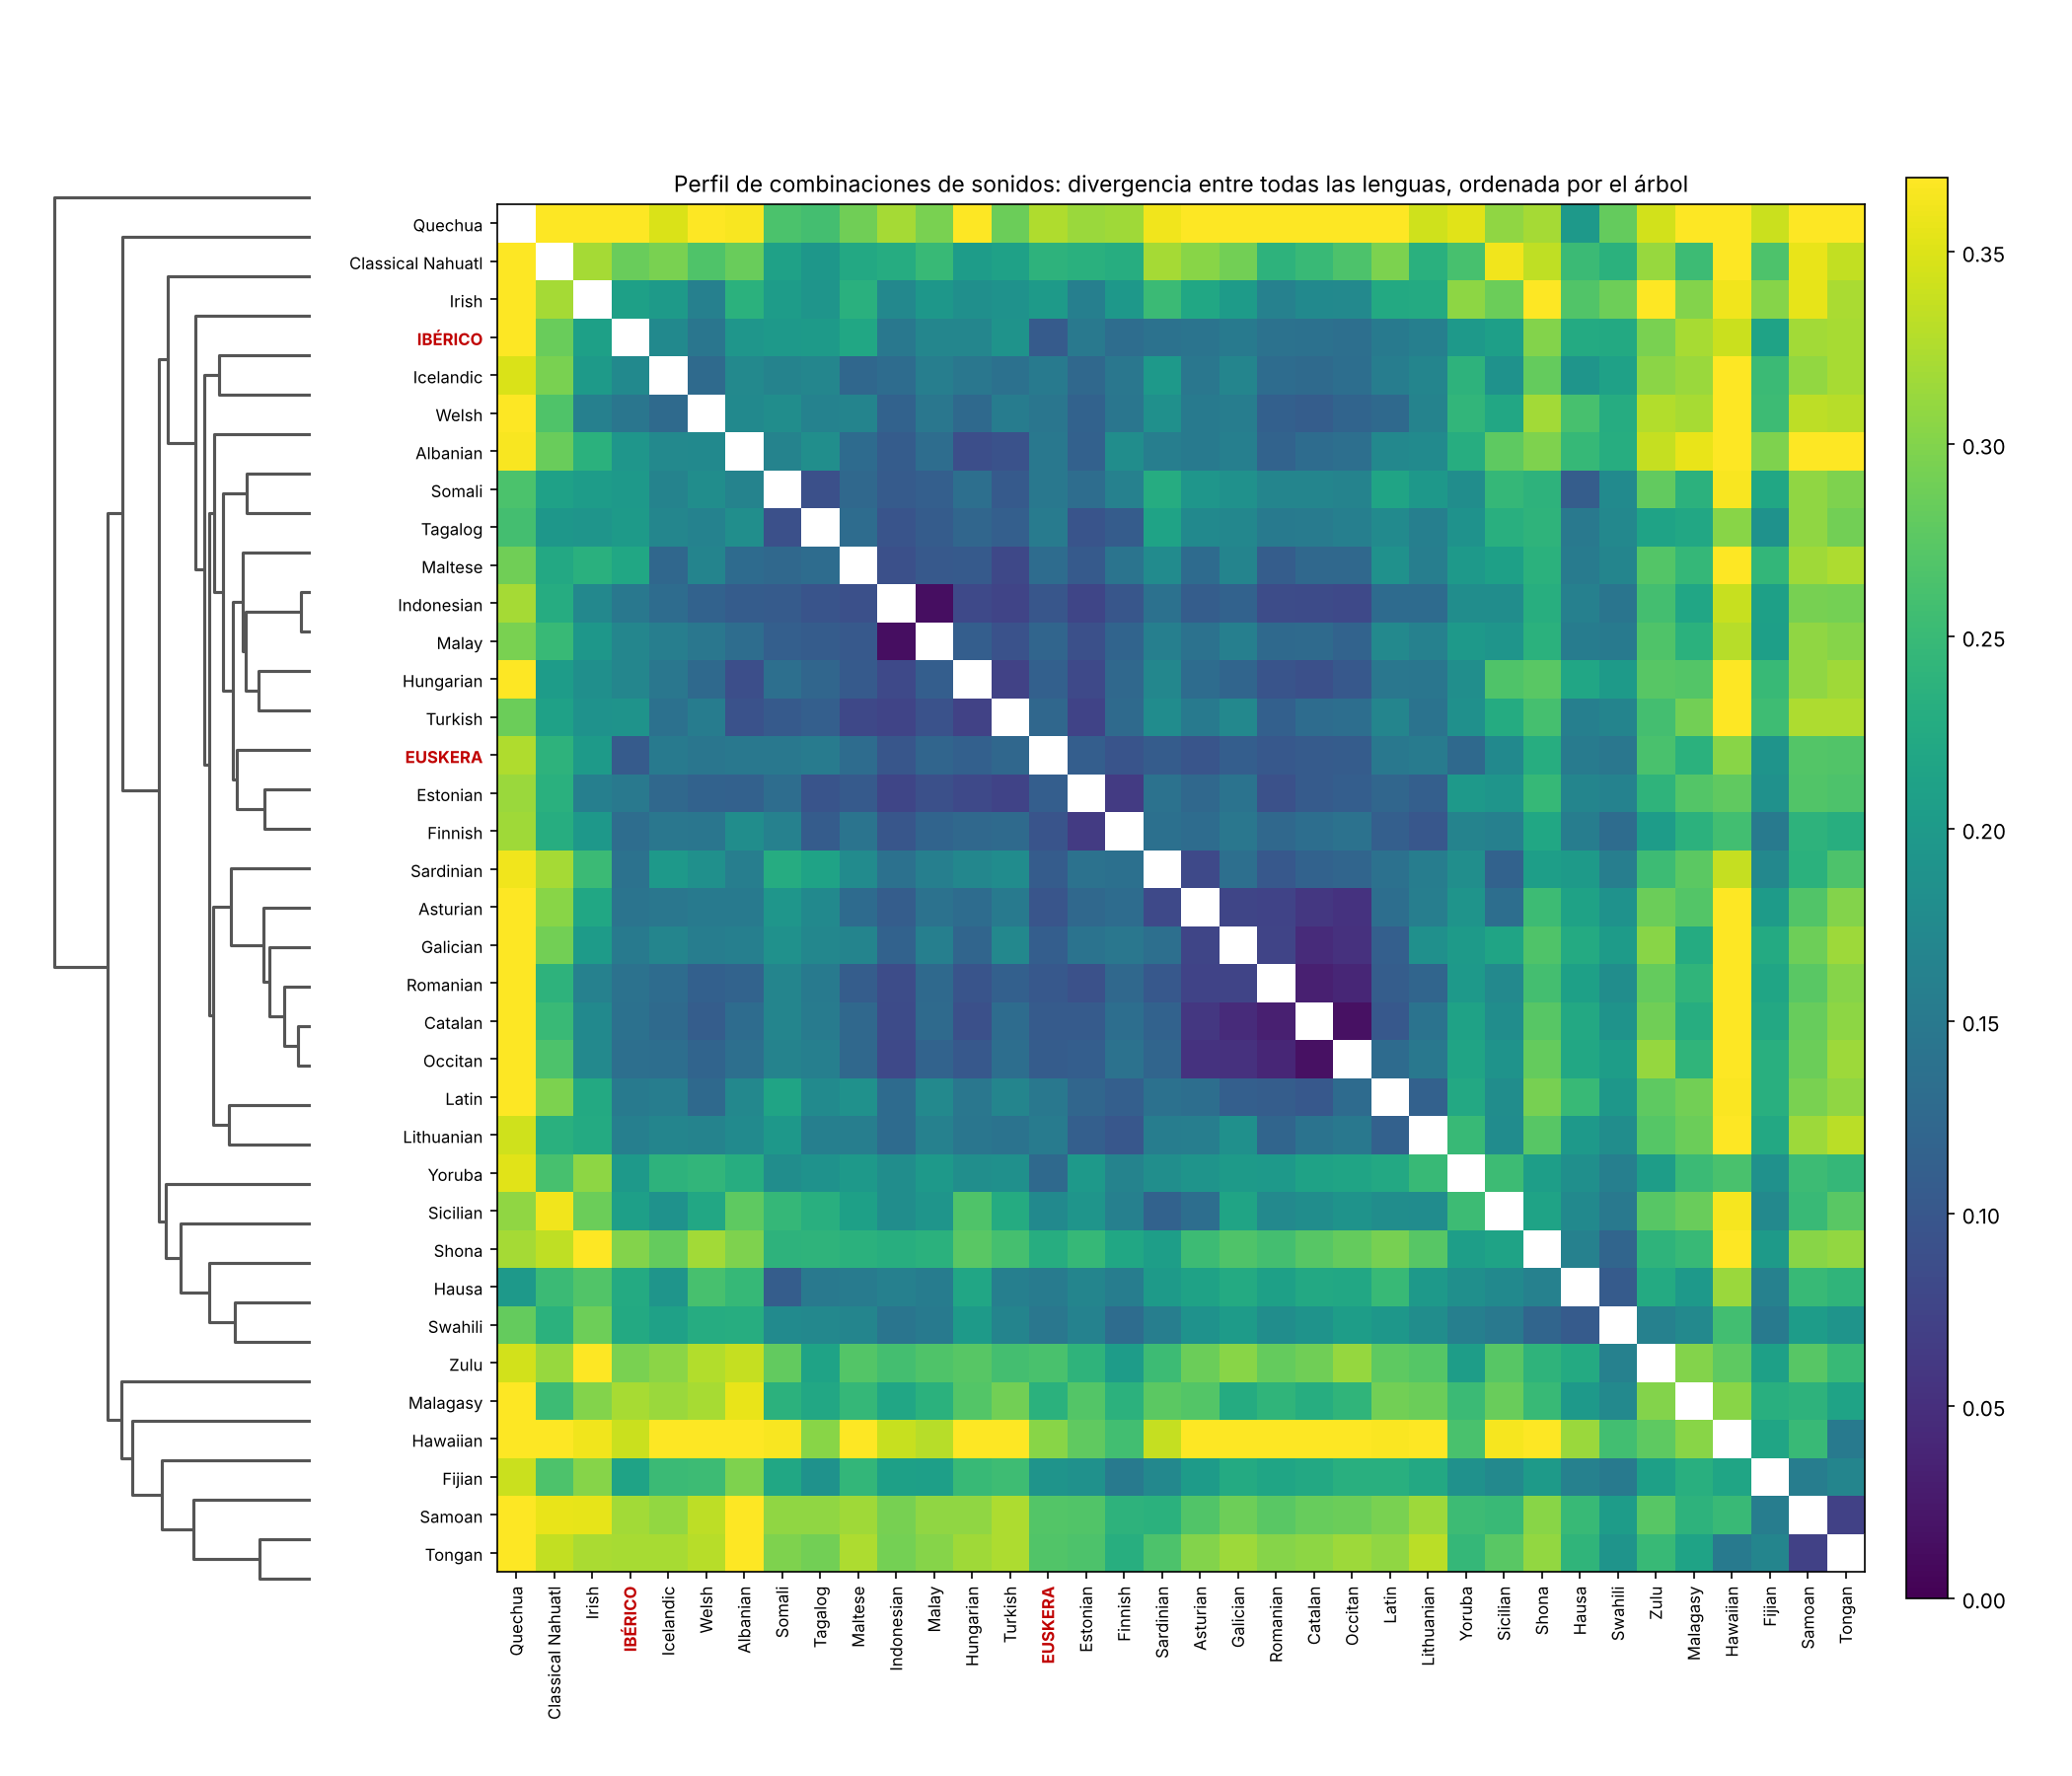 Perfil de combinaciones de sonidos: divergencia entre todas las lenguas, ordenada por el árbol
Quechua
Classical Nahuatl
Irish
IBÉRICO
Icelandic
Welsh
Albanian
Somali
Tagalog
Maltese
Indonesian
Malay
Hungarian
Turkish
EUSKERA
Estonian
Finnish
Sardinian
Asturian
Galician
Romanian
Catalan
Occitan
Latin
Lithuanian
Yoruba
Sicilian
Shona
Hausa
Swahili
Zulu
Malagasy
Hawaiian
Fijian
Samoan
Tongan
Quechua
Classical Nahuatl
Irish
IBÉRICO
Icelandic
Welsh
Albanian
Somali
Tagalog
Maltese
Indonesian
Malay
Hungarian
Turkish
EUSKERA
Estonian
Finnish
Sardinian
Asturian
Galician
Romanian
Catalan
Occitan
Latin
Lithuanian
Yoruba
Sicilian
Shona
Hausa
Swahili
Zulu
Malagasy
Hawaiian
Fijian
Samoan
Tongan
0.35
0.30
0.25
0.20
0.15
0.10
0.05
0.00